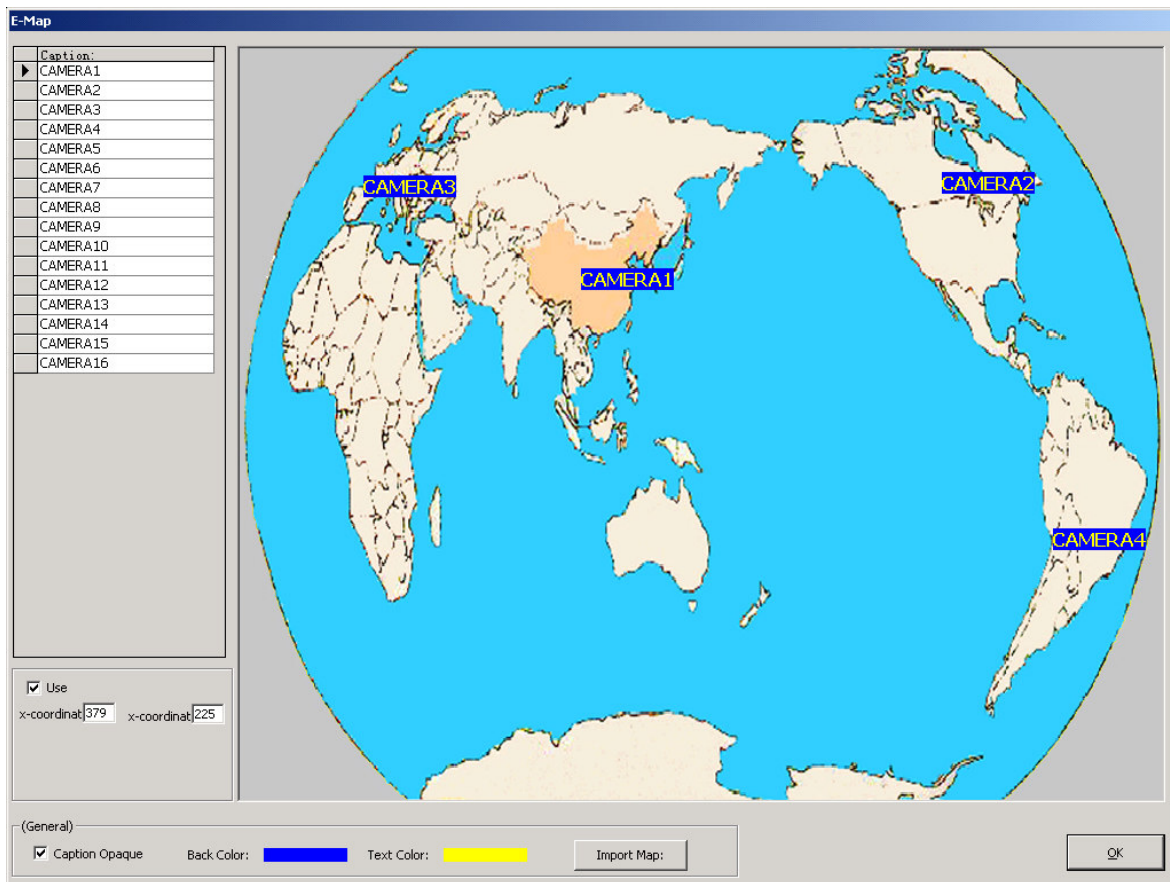 E-Map
Caption:
CAMERA1
CAMERA2
CAMERA3
CAMERA4
CAMERA5
CAMERA6
CAMERA7
CAMERA8
CAMERA9
CAMERA10
CAMERA11
CAMERA12
CAMERA13
CAMERA14
CAMERA15
CAMERA16
CAMERA3
CAMERA2
CAMERA1
CAMERA4
Use
x-coordinat 379 x-coordinat 225
(General)
Caption Opaque Back Color: Text Color: Import Map:
OK